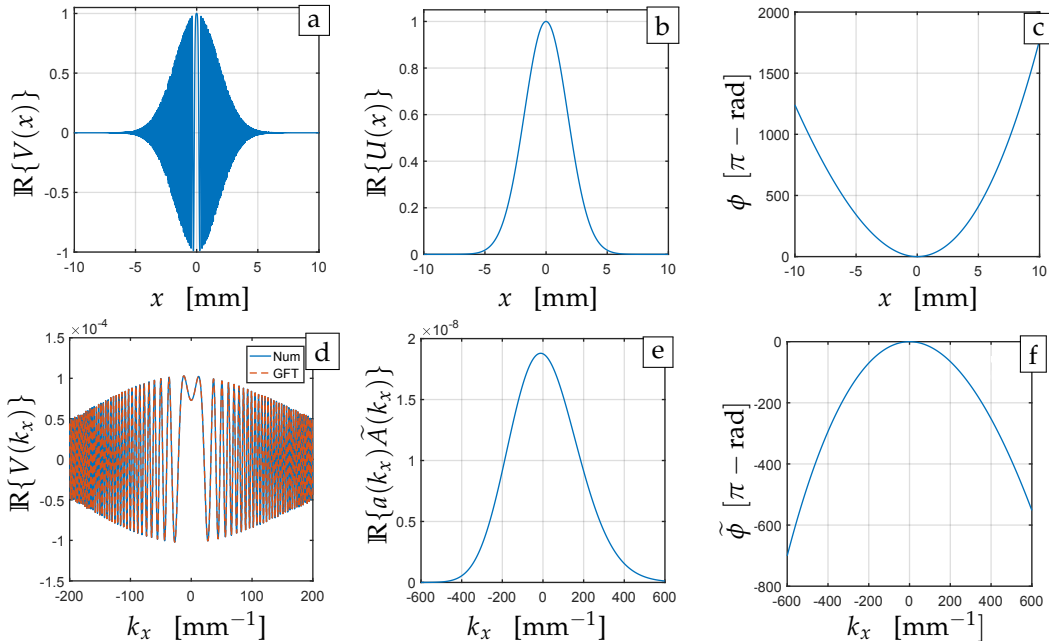 a
ℝ{V(x)}
1
0.5
0
-0.5
-1
-10 -5 0 5 10
x [mm]
b
ℝ{U(x)}
1
0.8
0.6
0.4
0.2
0
-10 -5 0 5 10
x [mm]
c
ϕ [π − rad]
2000
1500
1000
500
0
-10 -5 0 5 10
x [mm]
d
×10⁻⁴
Num
GFT
ℝ{V(kₓ)}
1.5
1
0.5
0
-0.5
-1
-1.5
-200 -100 0 100 200
kₓ [mm⁻¹]
e
×10⁻⁸
ℝ{a(kₓ)Ã(kₓ)}
2
1.5
1
0.5
0
-600 -400 -200 0 200 400 600
kₓ [mm⁻¹]
f
ϕ̃ [π − rad]
0
-200
-400
-600
-800
-600 -400 -200 0 200 400 600
kₓ [mm⁻¹]